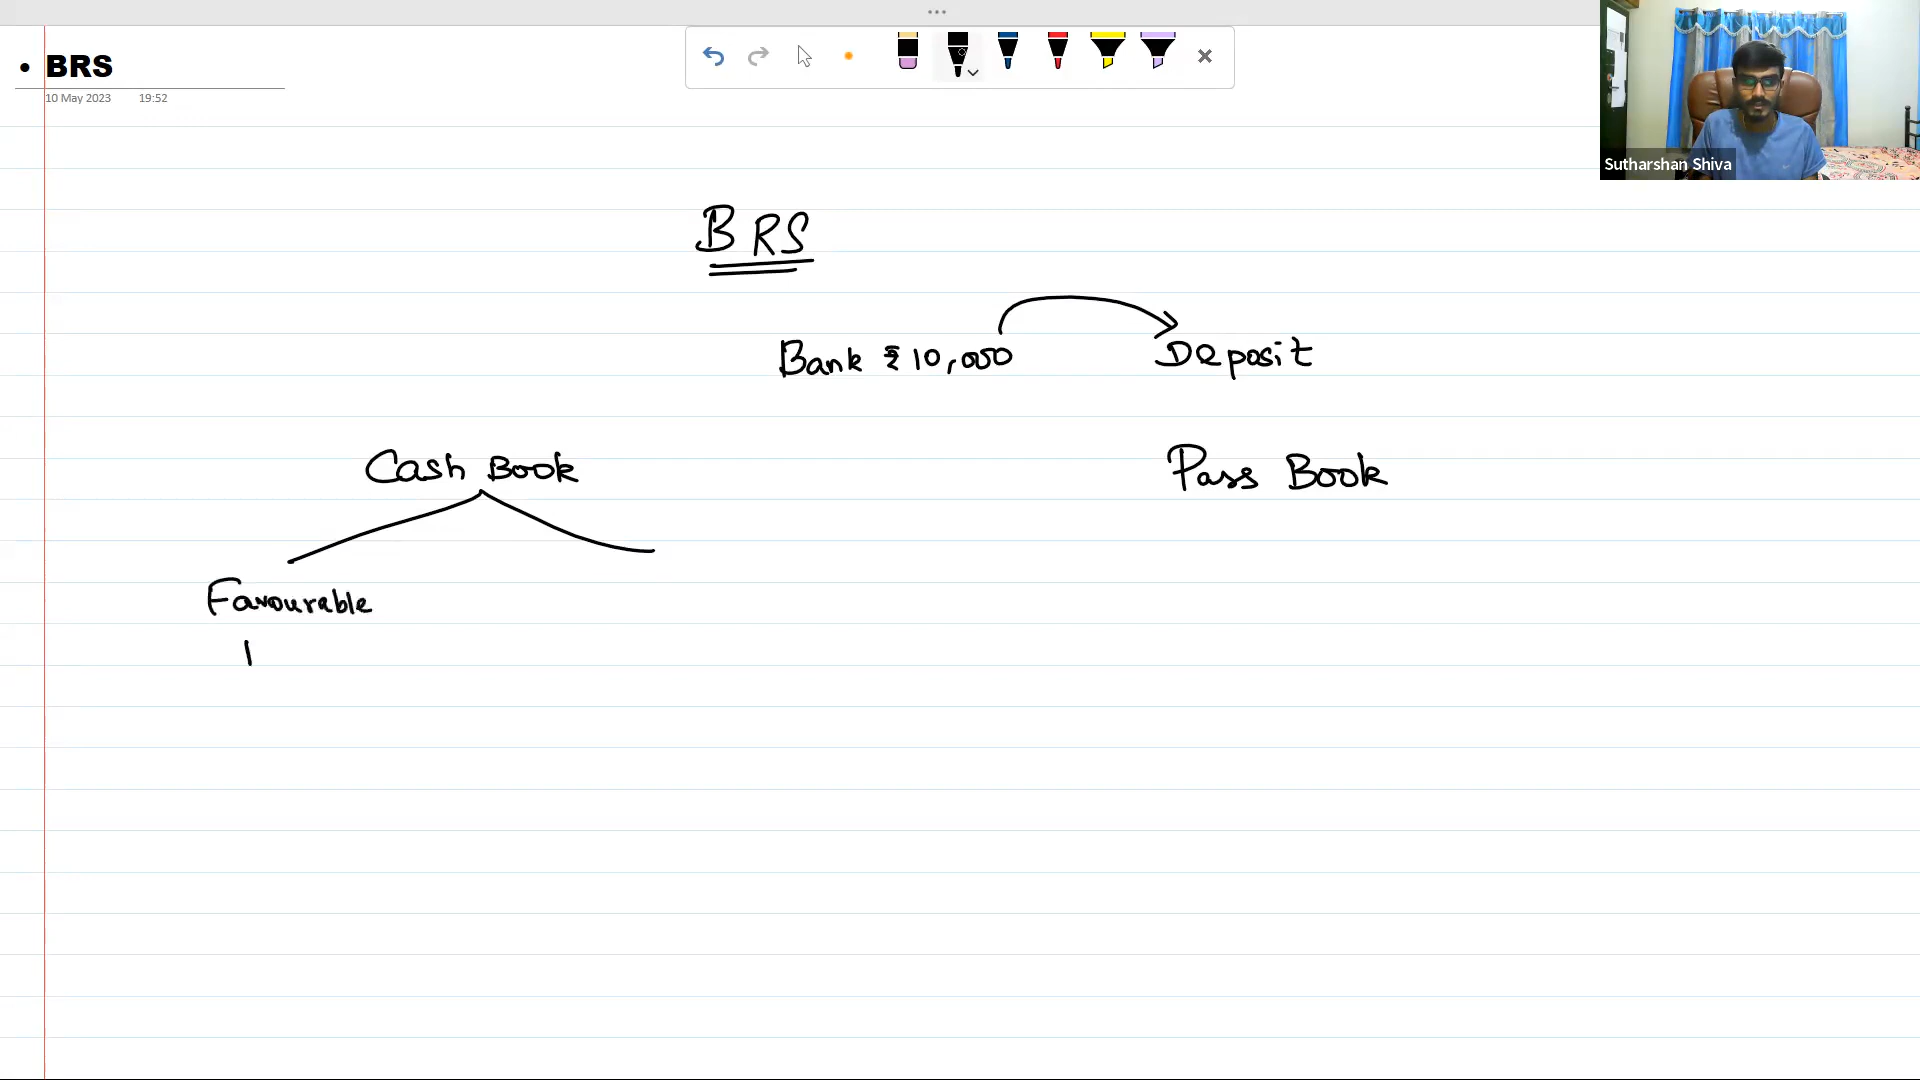 • BRS
10 May 2023 19:52
Sutharshan Shiva
BRS
Bank ₹ 10,000 Deposit
Cash Book Pass Book
Favourable